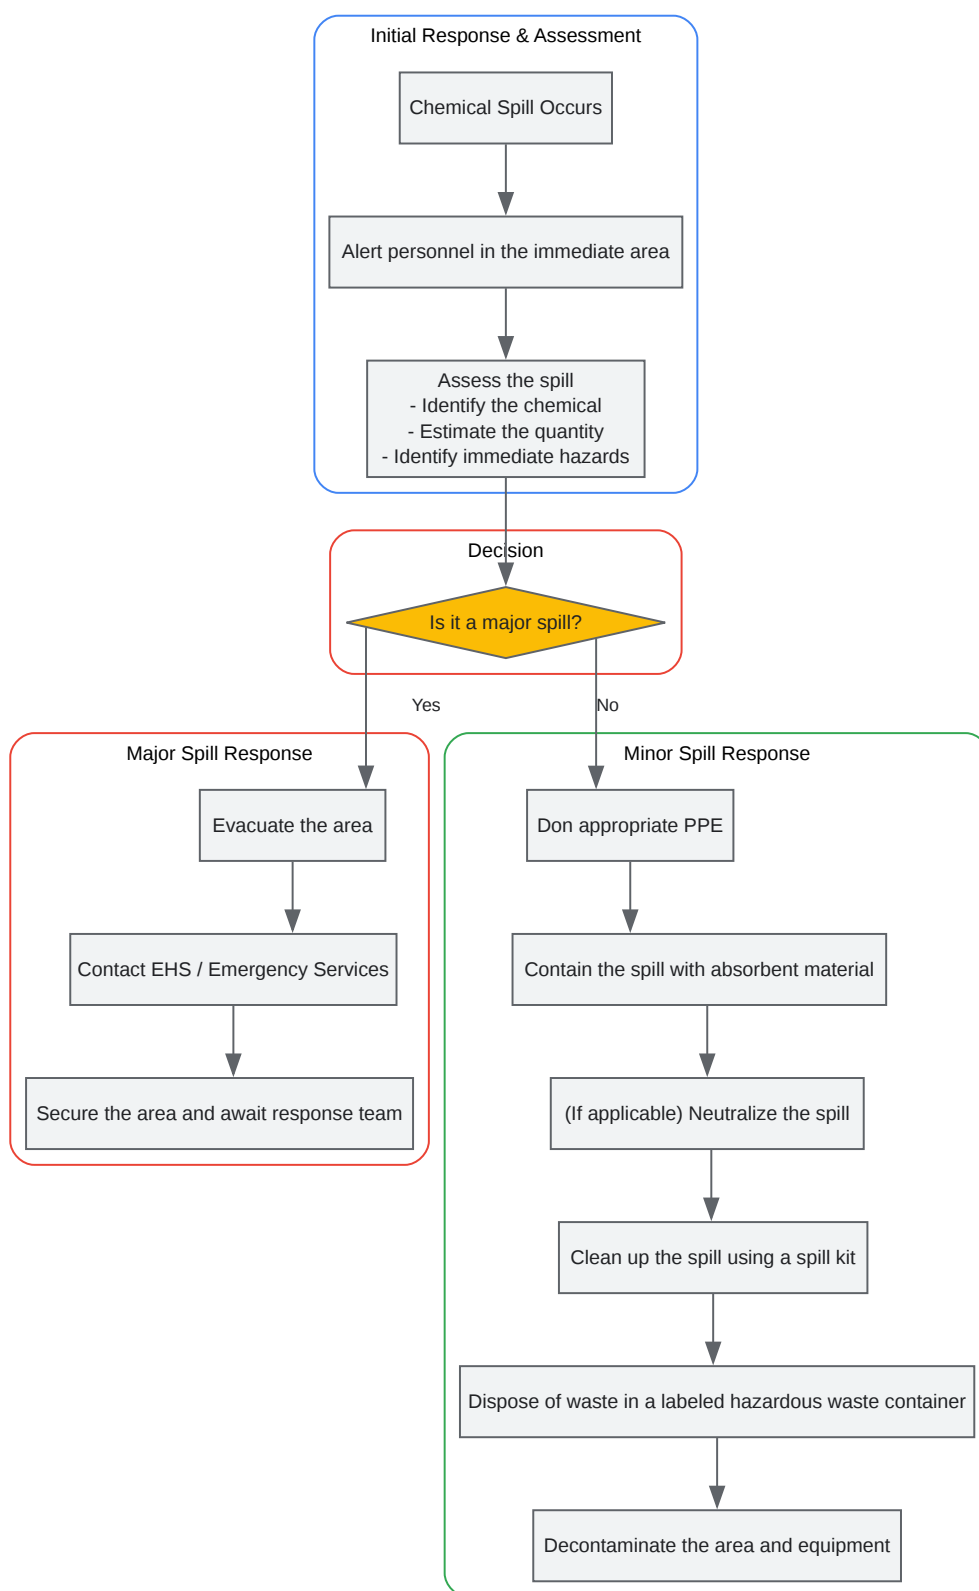 Initial Response & Assessment
Chemical Spill Occurs
Alert personnel in the immediate area
Assess the spill
- Identify the chemical
- Estimate the quantity
- Identify immediate hazards
Decision
Is it a major spill?
Yes
No
Major Spill Response
Evacuate the area
Contact EHS / Emergency Services
Secure the area and await response team
Minor Spill Response
Don appropriate PPE
Contain the spill with absorbent material
(If applicable) Neutralize the spill
Clean up the spill using a spill kit
Dispose of waste in a labeled hazardous waste container
Decontaminate the area and equipment